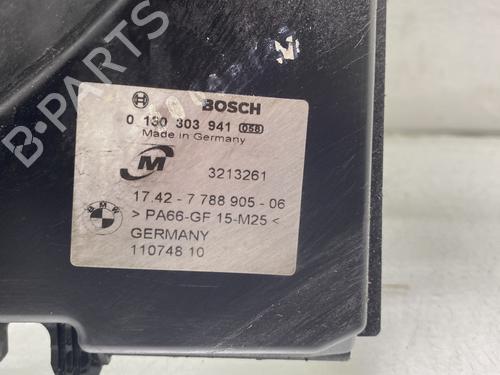 B-PARTS
BOSCH
0 130 303 941 058
Made in Germany
3213261
17.42 - 7 788 905 - 06
BMW > PA66-GF 15-M25 <
GERMANY
110748 10